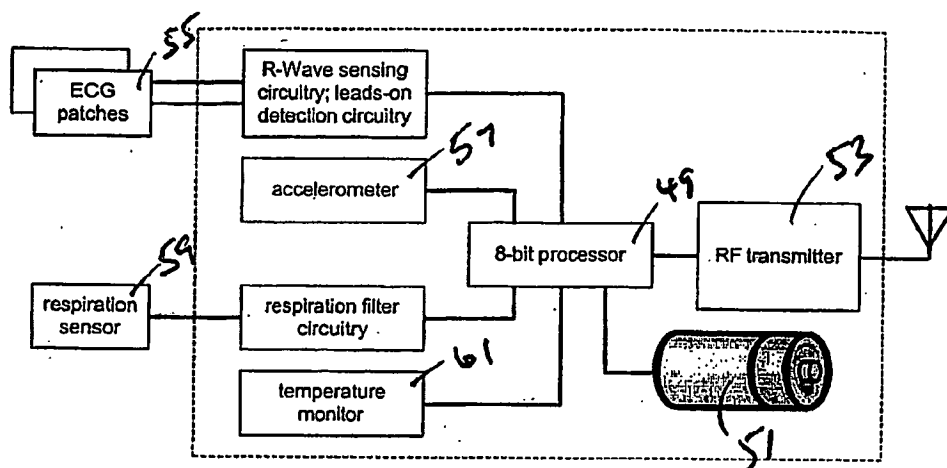 55
ECG
patches
R-Wave sensing
circuitry; leads-on
detection circuitry
57
accelerometer
49
53
8-bit processor
RF transmitter
59
respiration
sensor
respiration filter
circuitry
61
temperature
monitor
51